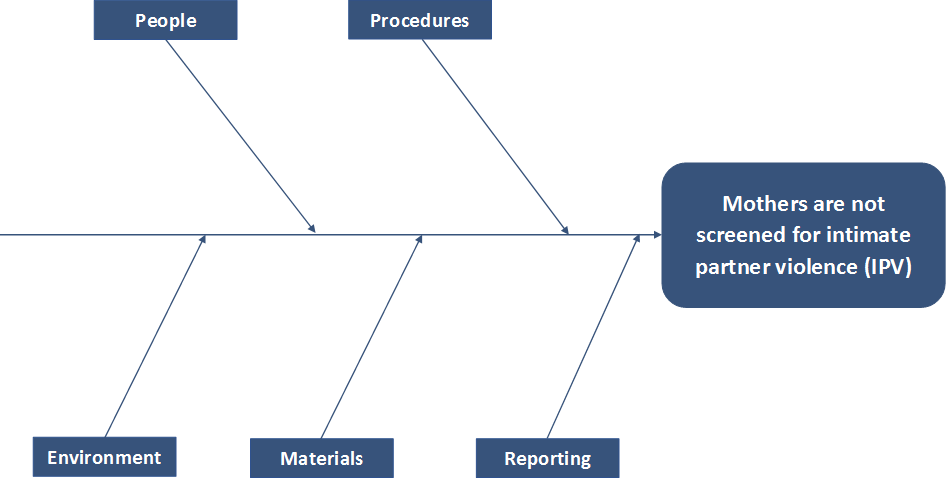 People
Procedures
Mothers are not
screened for intimate
partner violence (IPV)
Environment
Materials
Reporting